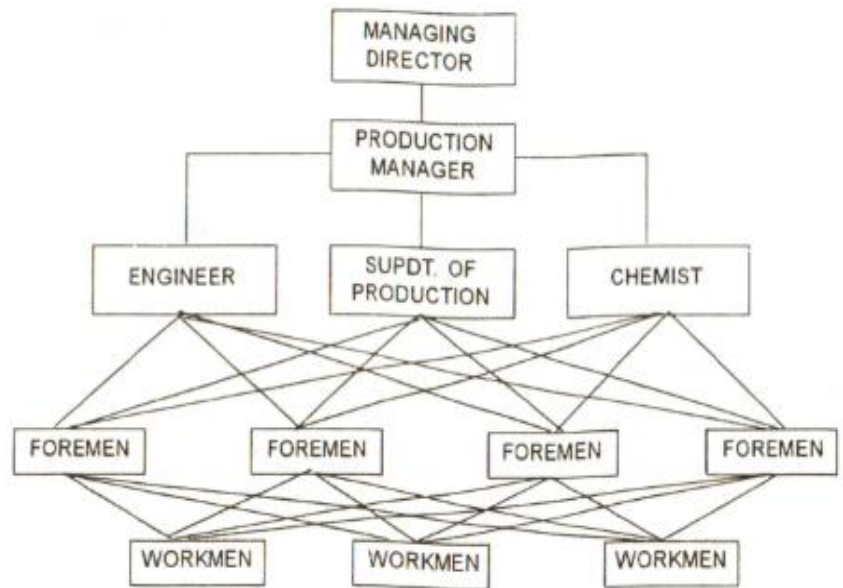 MANAGING
DIRECTOR
PRODUCTION
MANAGER
ENGINEER
SUPDT. OF
PRODUCTION
CHEMIST
FOREMEN
FOREMEN
FOREMEN
FOREMEN
WORKMEN
WORKMEN
WORKMEN